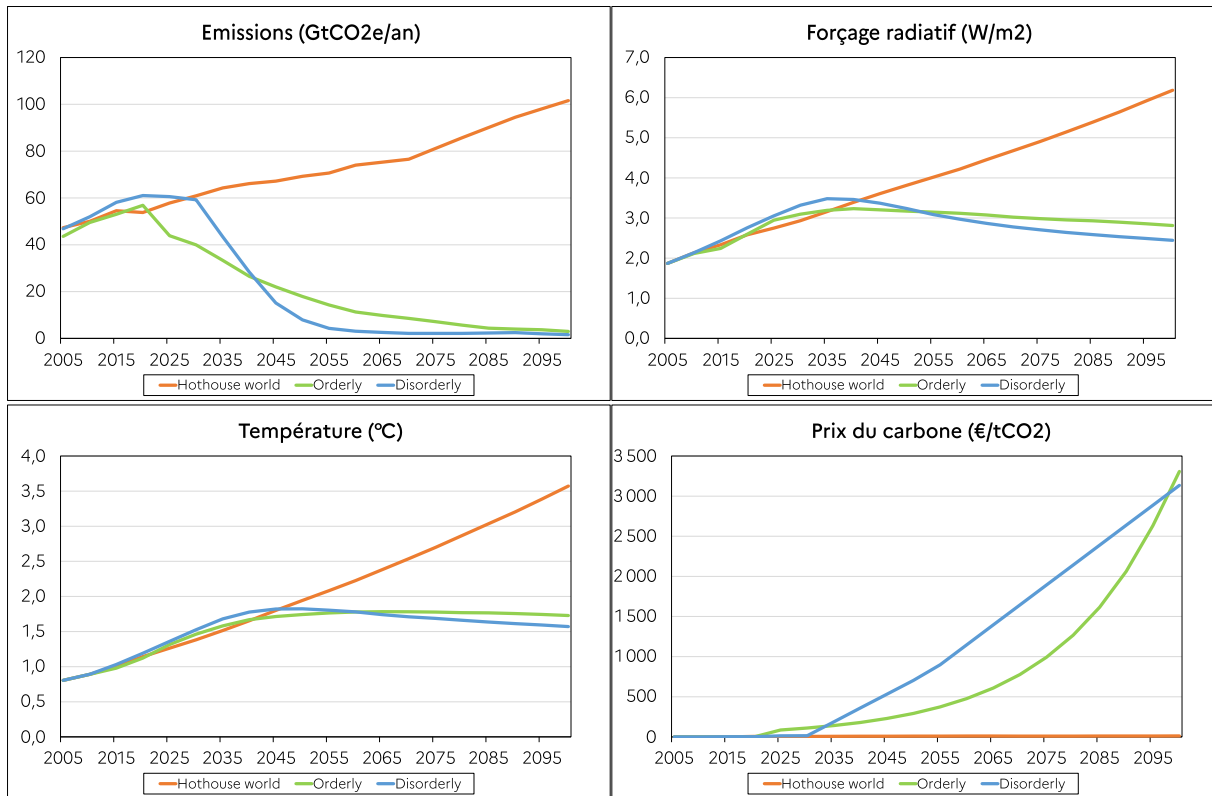 Emissions (GtCO2e/an)
120
100
80
60
40
20
0
2005 2015 2025 2035 2045 2055 2065 2075 2085 2095
Hothouse world Orderly Disorderly
Forçage radiatif (W/m2)
7,0
6,0
5,0
4,0
3,0
2,0
1,0
0,0
2005 2015 2025 2035 2045 2055 2065 2075 2085 2095
Hothouse world Orderly Disorderly
Température (°C)
4,0
3,5
3,0
2,5
2,0
1,5
1,0
0,5
0,0
2005 2015 2025 2035 2045 2055 2065 2075 2085 2095
Hothouse world Orderly Disorderly
Prix du carbone (€/tCO2)
3 500
3 000
2 500
2 000
1 500
1 000
500
0
2005 2015 2025 2035 2045 2055 2065 2075 2085 2095
Hothouse world Orderly Disorderly